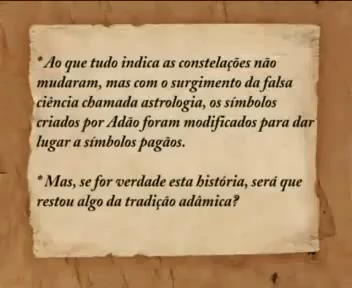 * Ao que tudo indica as constelações não
mudaram, mas com o surgimento da falsa
ciência chamada astrologia, os símbolos
criados por Adão foram modificados para dar
lugar a símbolos pagãos.
* Mas, se for verdade esta história, será que
restou algo da tradição adâmica?